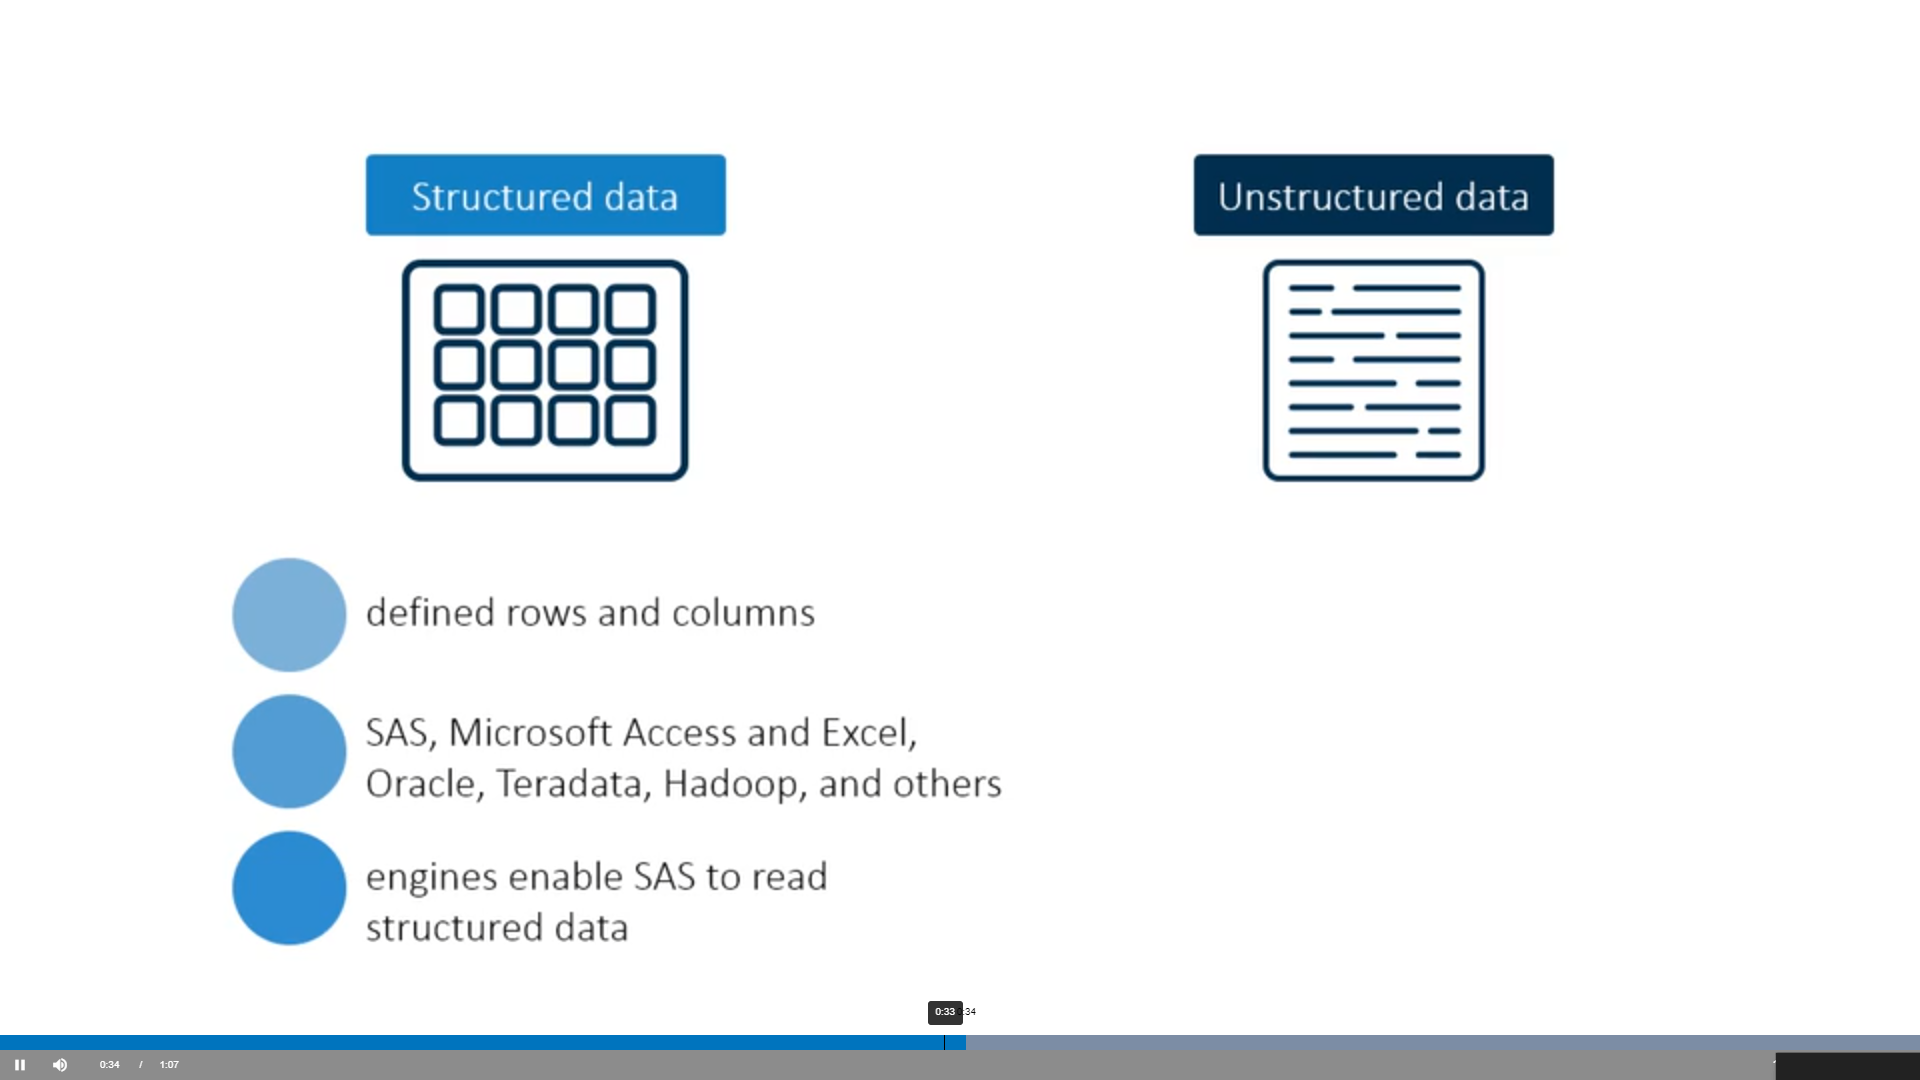 Structured data
Unstructured data
defined rows and columns
SAS, Microsoft Access and Excel,
Oracle, Teradata, Hadoop, and others
engines enable SAS to read
structured data
0:33
:34
0:34 / 1:07